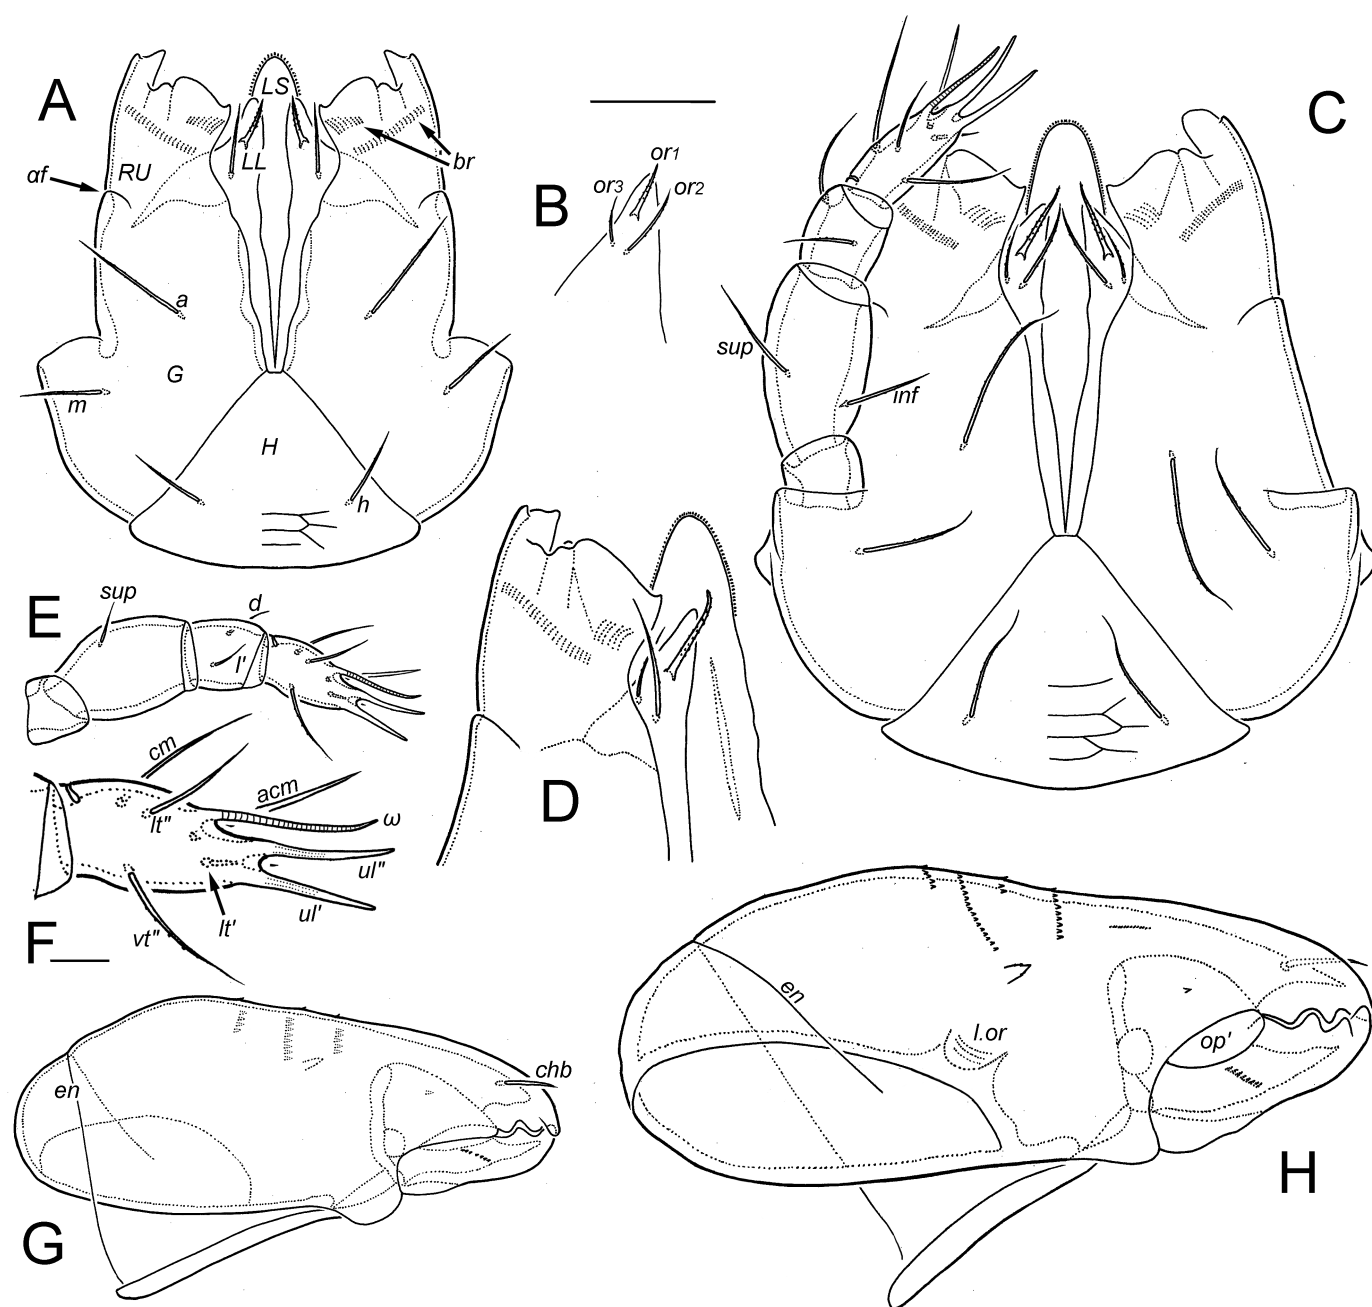 A
LS
LL
RU
αf
br
a
G
m
H
h
B
or1
or3
or2
C
sup
inf
D
E
sup
d
l'
F
cm
acm
lt"
ω
ul"
ul'
lt'
vt"
G
en
chb
H
en
l.or
op'